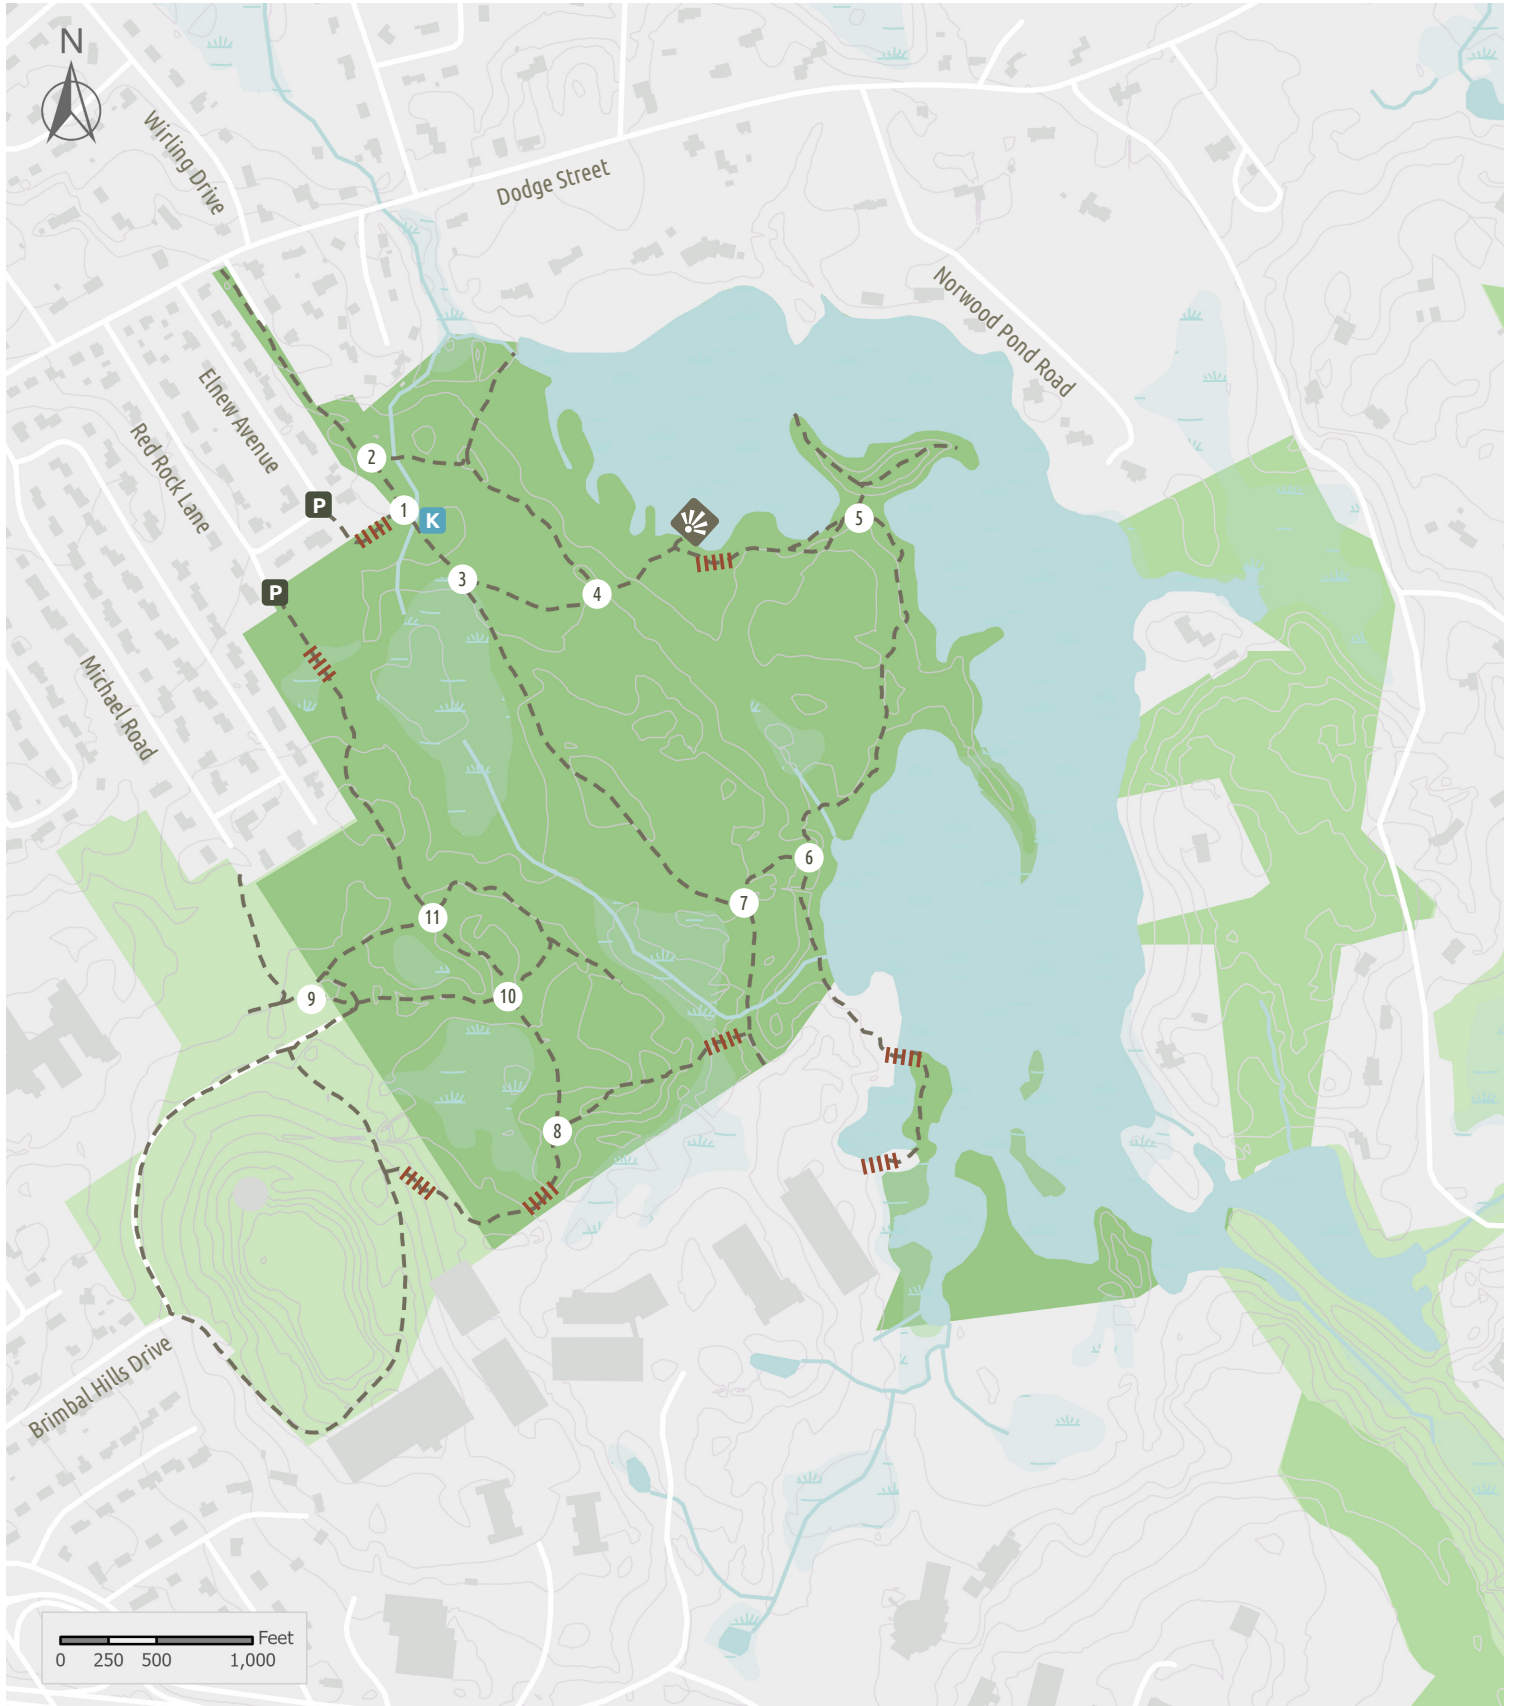 N
Wirling Drive
Dodge Street
Norwood Pond Road
Elnew Avenue
Red Rock Lane
2
P
1
K
5
3
P
4
Michael Road
6
7
11
9
10
8
Brimbal Hills Drive
Feet
0 250 500 1,000